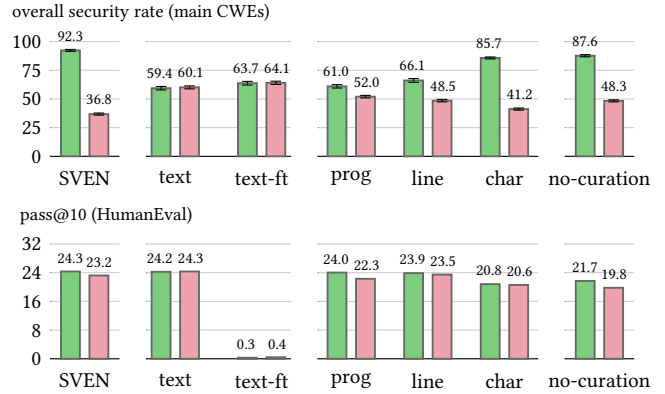 overall security rate (main CWEs)
100
75
50
25
0
92.3 36.8 59.4 60.1 63.7 64.1 61.0 52.0 66.1 48.5 85.7 41.2 87.6 48.3
SVEN text text-ft prog line char no-curation
pass@10 (HumanEval)
32
24
16
8
0
24.3 23.2 24.2 24.3 0.3 0.4 24.0 22.3 23.9 23.5 20.8 20.6 21.7 19.8
SVEN text text-ft prog line char no-curation